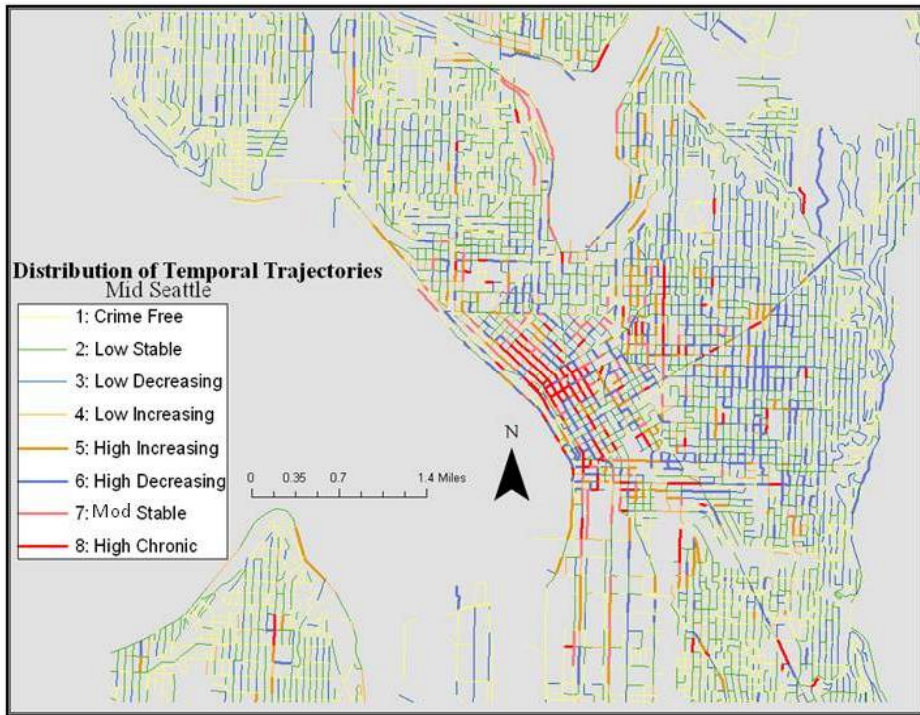 Distribution of Temporal Trajectories
Mid Seattle
1: Crime Free
2: Low Stable
3: Low Decreasing
4: Low Increasing
5: High Increasing
6: High Decreasing
7: Mod Stable
8: High Chronic
N
0 0.35 0.7 1.4 Miles